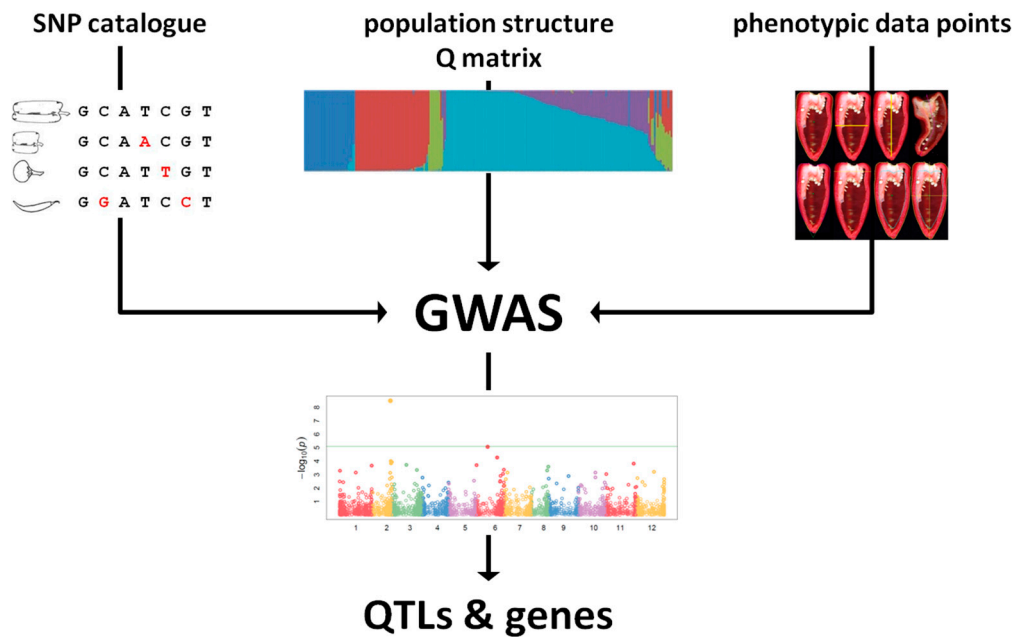 SNP catalogue
population structure
Q matrix
phenotypic data points
G C A T C G T
G C A A C G T
G C A T T G T
G G A T C C T
GWAS
−log10(p)
8
7
6
5
4
3
2
1
1 2 3 4 5 6 7 8 9 10 11 12
QTLs & genes